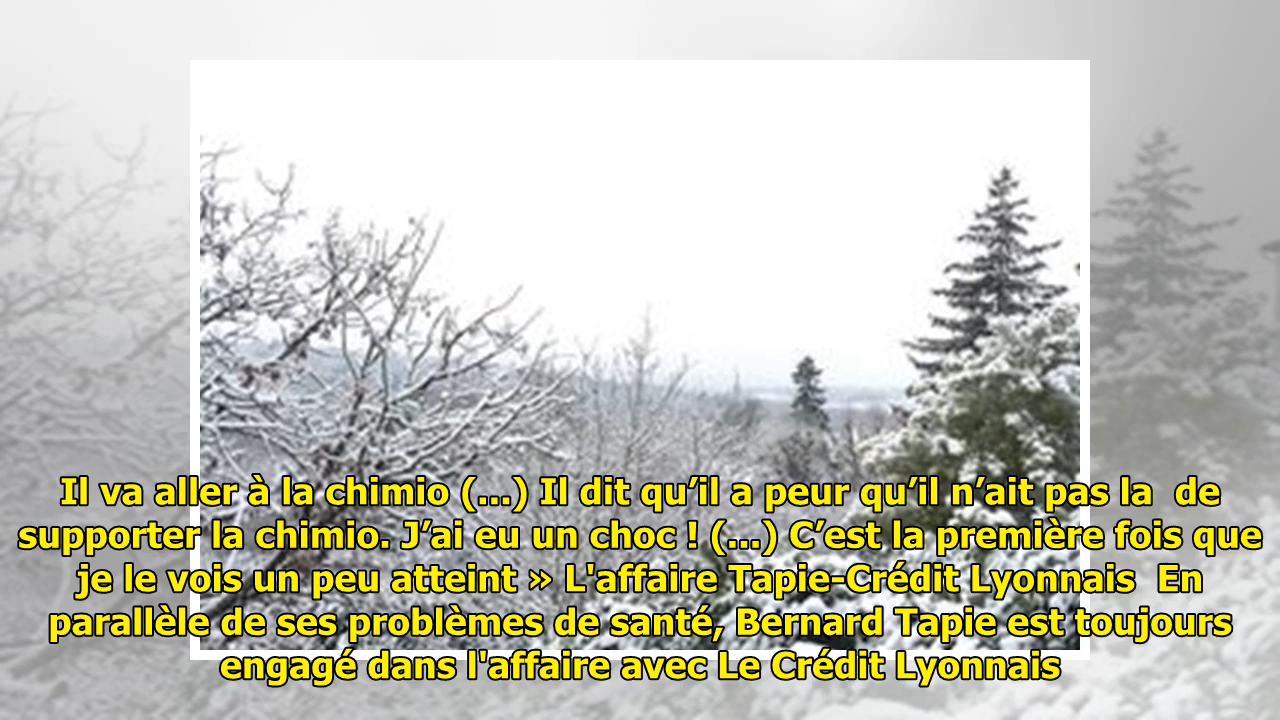 Il va aller à la chimio (...) Il dit qu’il a peur qu’il n’ait pas la  de
supporter la chimio. J’ai eu un choc ! (...) C’est la première fois que
je le vois un peu atteint » L'affaire Tapie-Crédit Lyonnais  En
parallèle de ses problèmes de santé, Bernard Tapie est toujours
engagé dans l'affaire avec Le Crédit Lyonnais